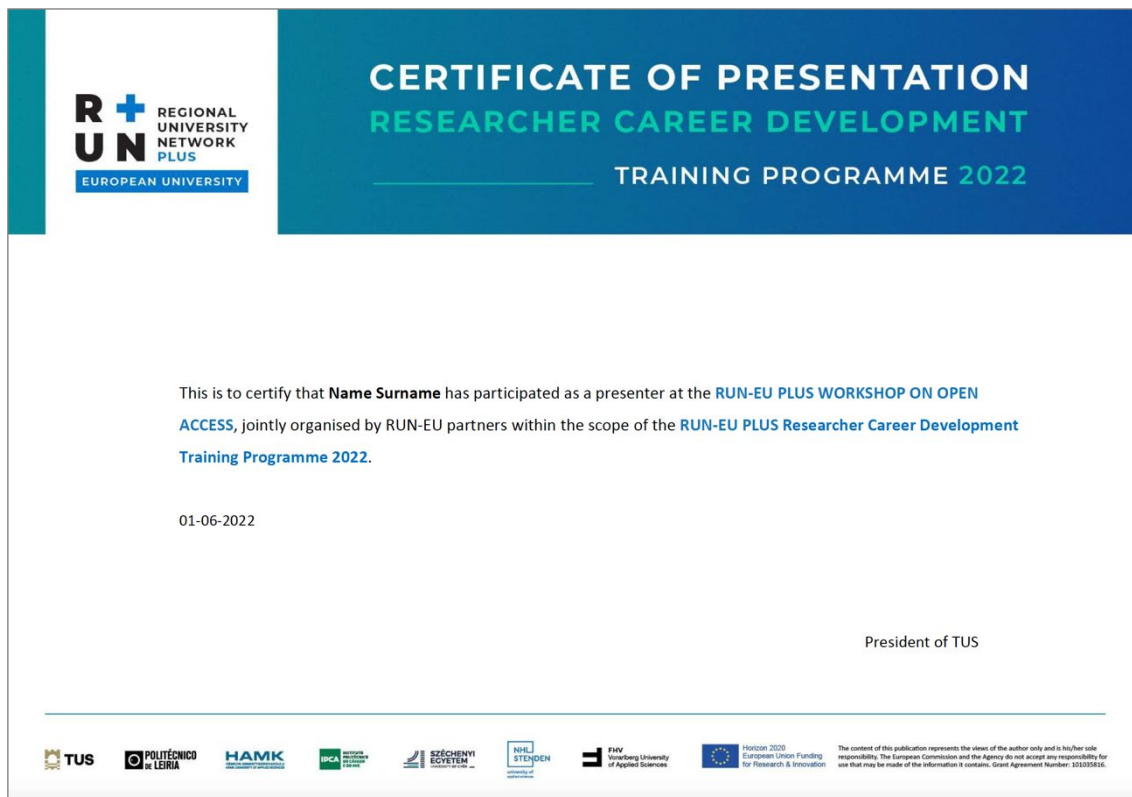 R+ REGIONAL
UNIVERSITY
UN NETWORK
PLUS
EUROPEAN UNIVERSITY
CERTIFICATE OF PRESENTATION
RESEARCHER CAREER DEVELOPMENT
TRAINING PROGRAMME 2022
This is to certify that Name Surname has participated as a presenter at the RUN-EU PLUS WORKSHOP ON OPEN
ACCESS, jointly organised by RUN-EU partners within the scope of the RUN-EU PLUS Researcher Career Development
Training Programme 2022.
01-06-2022
President of TUS
TUS
POLITÉCNICO
DE LEIRIA
HAMK
IPCA
SZÉCHENYI
EGYETEM
NHL
STENDEN
university of
applied sciences
FHV
Vorarlberg University
of Applied Sciences
Horizon 2020
European Union Funding
for Research & Innovation
The content of this publication represents the views of the author only and is his/her sole
responsibility. The European Commission and the Agency do not accept any responsibility for
use that may be made of the information it contains. Grant Agreement Number: 101035816.